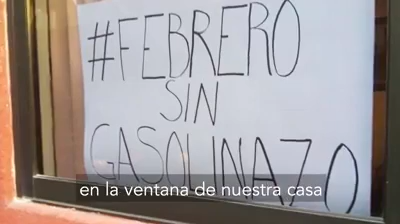 #FEBRERO
SIN
GASOLINAZO
en la ventana de nuestra casa